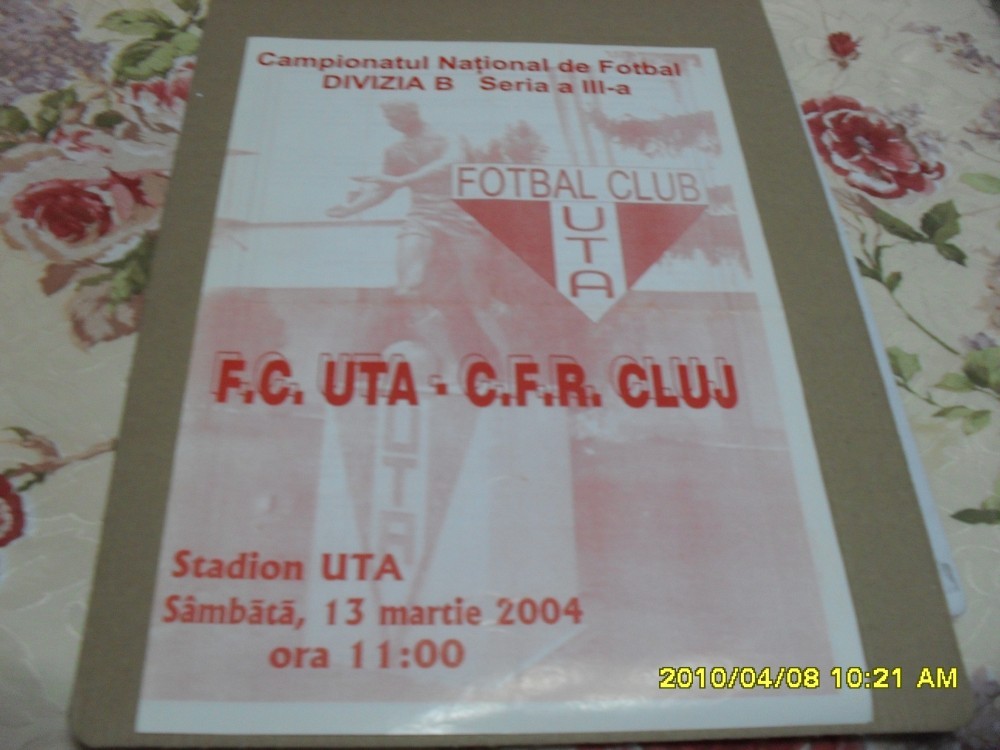 Campionatul Naţional de Fotbal
DIVIZIA B Seria a III-a
FOTBAL CLUB
UTA
F.C. UTA - C.F.R. CLUJ
UTA
Stadion UTA
Sâmbătă, 13 martie 2004
ora 11:00
2010/04/08 10:21 AM